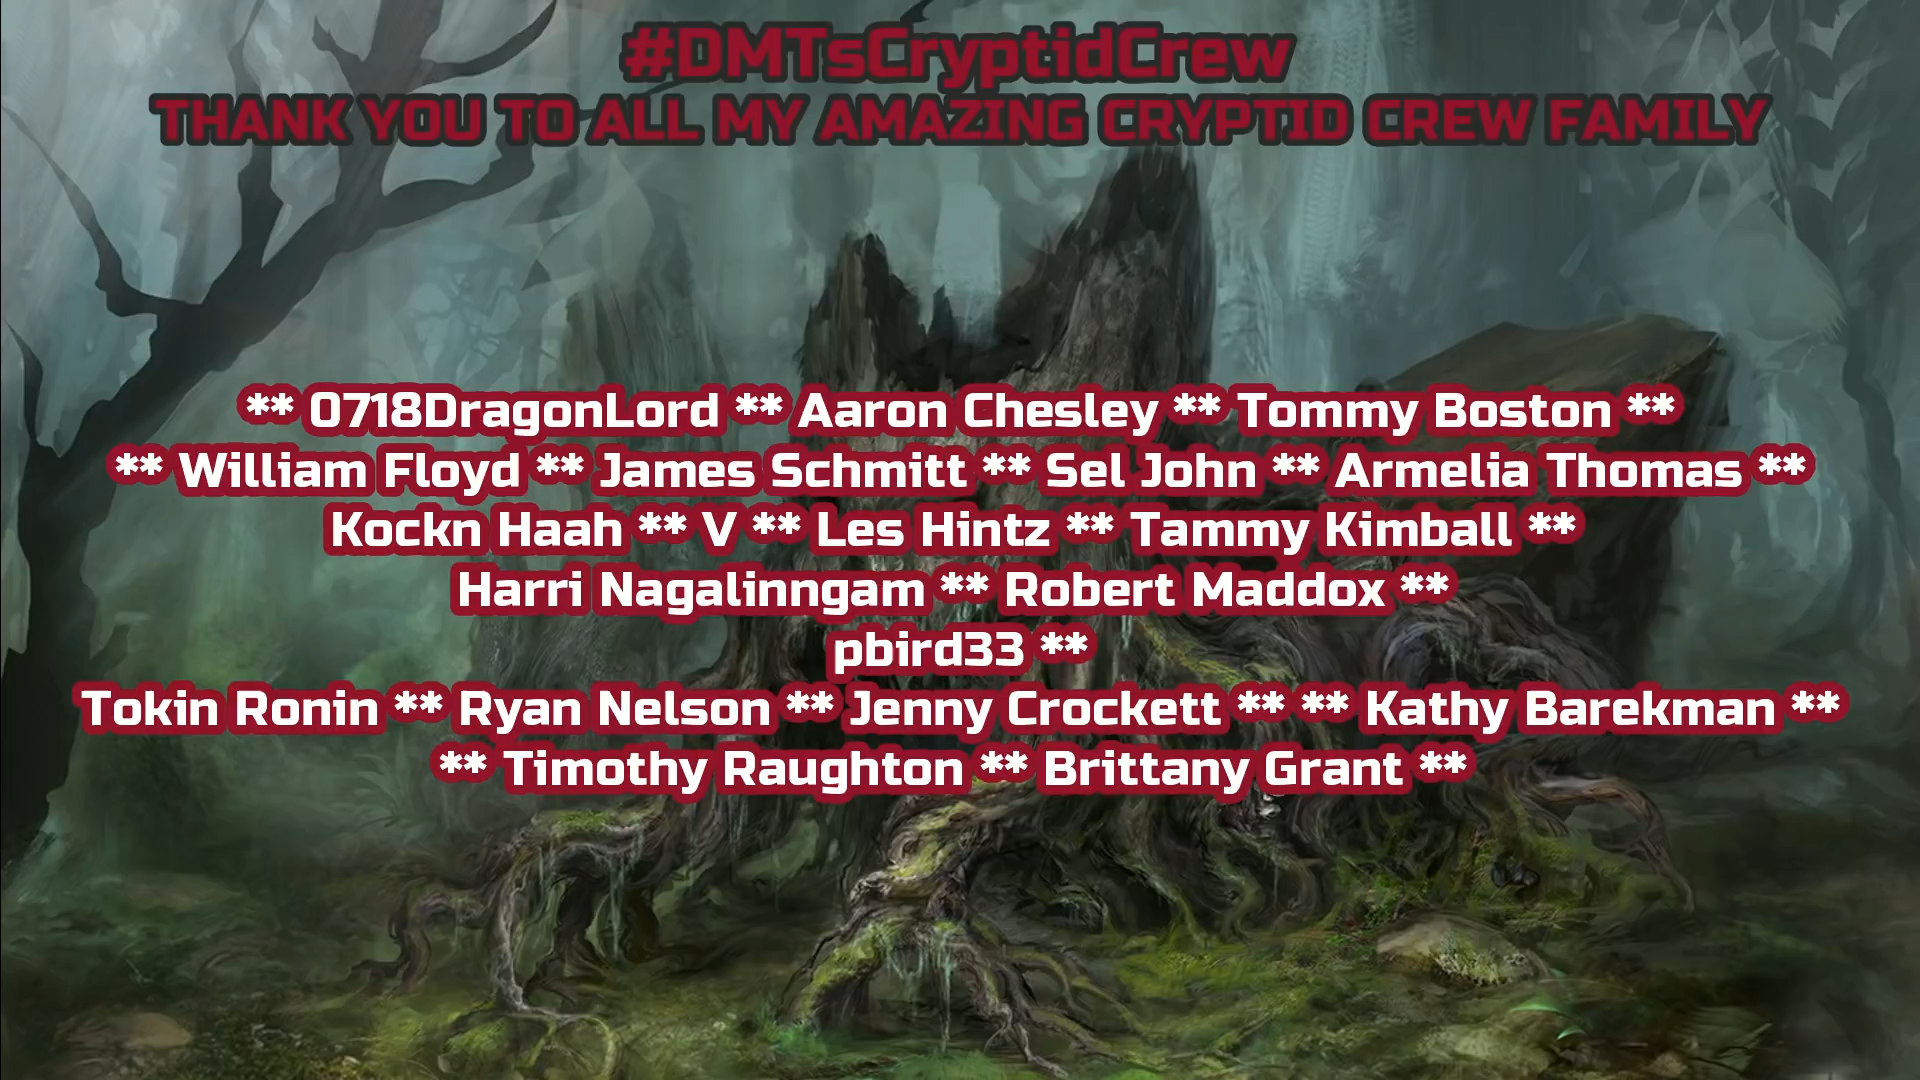 #DMTsCryptidCrew
THANK YOU TO ALL MY AMAZING CRYPTID CREW FAMILY
** 0718DragonLord ** Aaron Chesley ** Tommy Boston **
** William Floyd ** James Schmitt ** Sel John ** Armelia Thomas **
Kockn Haah ** V ** Les Hintz ** Tammy Kimball **
Harri Nagalinngam ** Robert Maddox **
pbird33 **
Tokin Ronin ** Ryan Nelson ** Jenny Crockett ** ** Kathy Barekman **
** Timothy Raughton ** Brittany Grant **